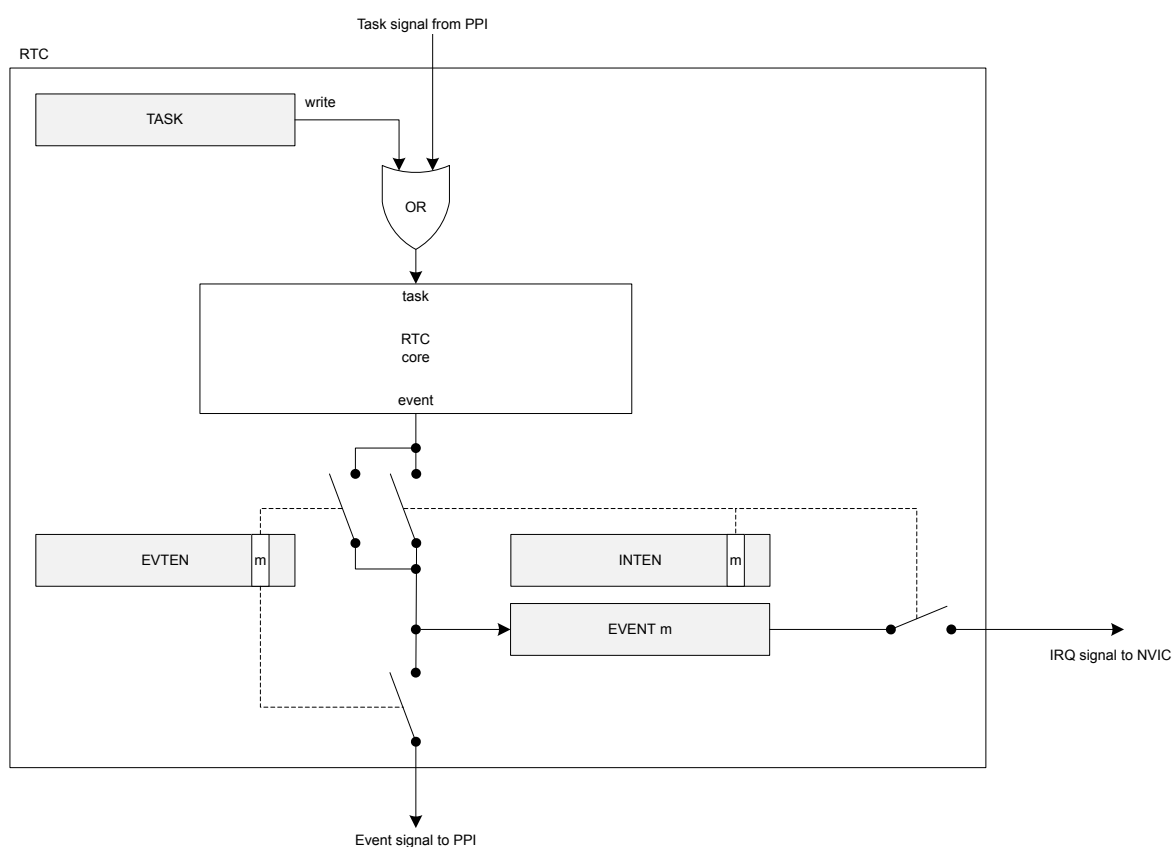 Task signal from PPI
RTC
write
TASK
OR
task
RTC
core
event
EVTEN
m
INTEN
m
EVENT m
IRQ signal to NVIC
Event signal to PPI